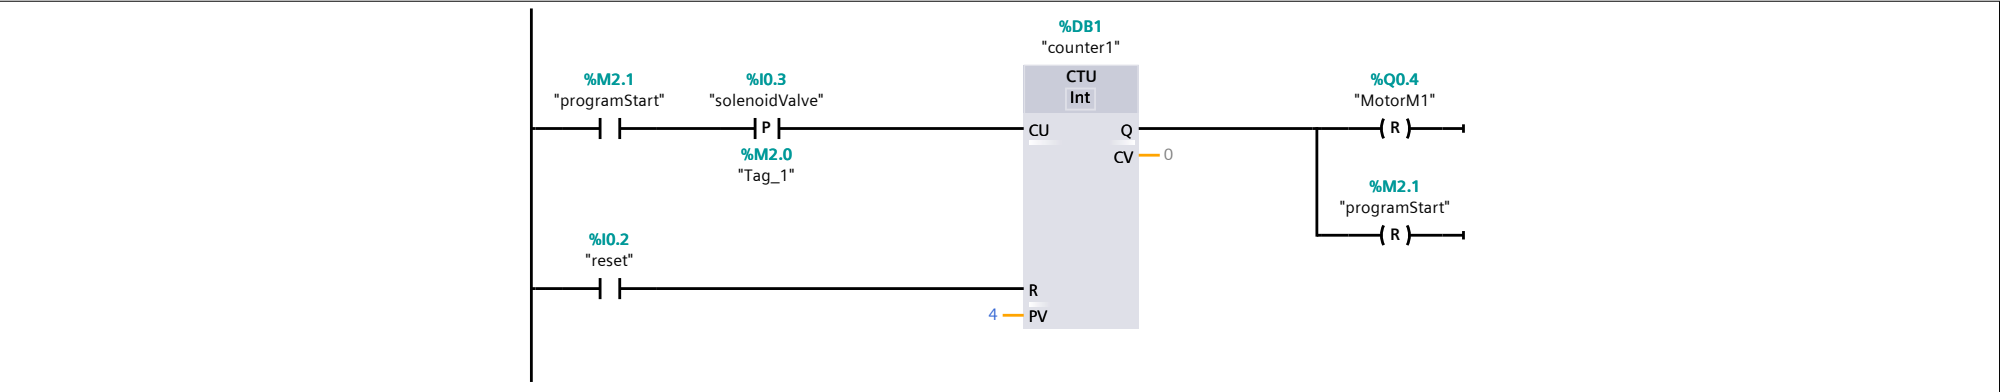 %DB1
"counter1"
%M2.1
"programStart"
%I0.3
"solenoidValve"
P
%M2.0
"Tag_1"
CTU
Int
CU
Q
CV
0
%Q0.4
"MotorM1"
R
%M2.1
"programStart"
R
%I0.2
"reset"
R
4
PV